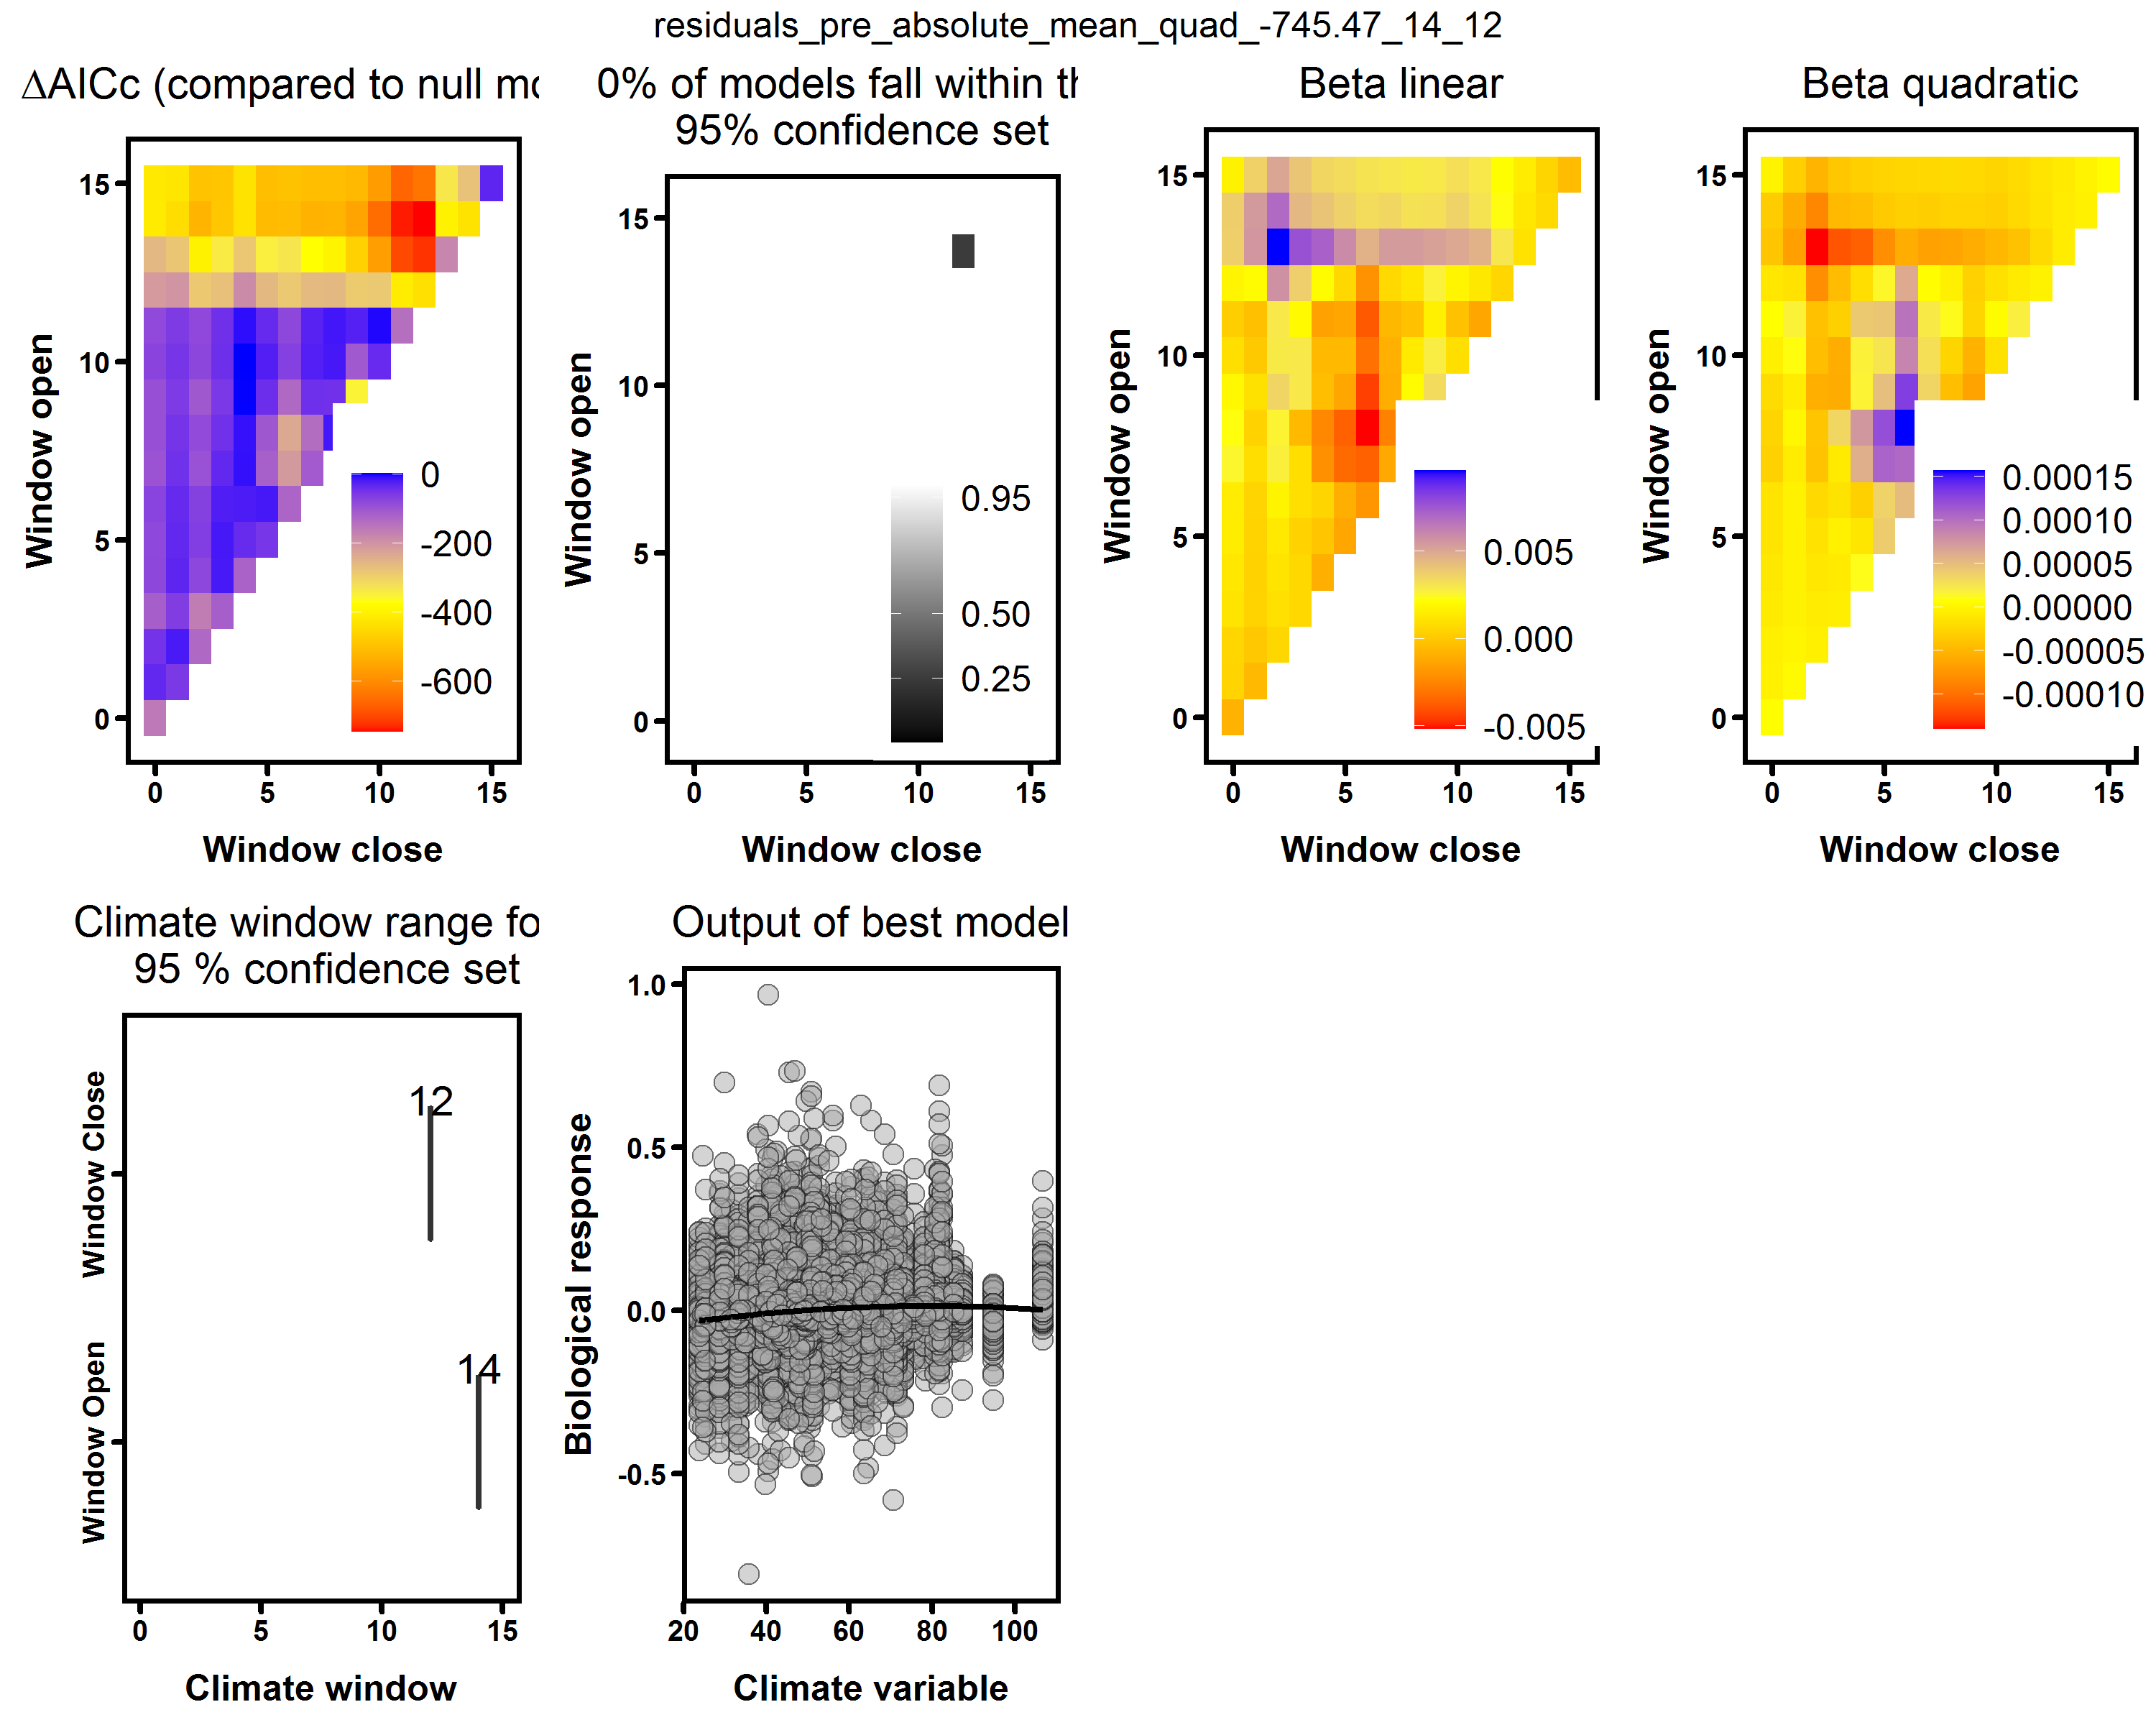 residuals_pre_absolute_mean_quad_-745.47_14_12
ΔAICc (compared to null mo
15
10
5
0
0
5
10
15
Window open
Window close
0
-200
-400
-600
0% of models fall within th
95% confidence set
15
10
5
0
0
5
10
15
Window open
Window close
0.95
0.50
0.25
Beta linear
15
10
5
0
0
5
10
15
Window open
Window close
0.005
0.000
-0.005
Beta quadratic
15
10
5
0
0
5
10
15
Window open
Window close
0.00015
0.00010
0.00005
0.00000
-0.00005
-0.00010
Climate window range fo
95 % confidence set
Window Close
Window Open
12
14
0
5
10
15
Climate window
Output of best model
1.0
0.5
0.0
-0.5
Biological response
20
40
60
80
100
Climate variable